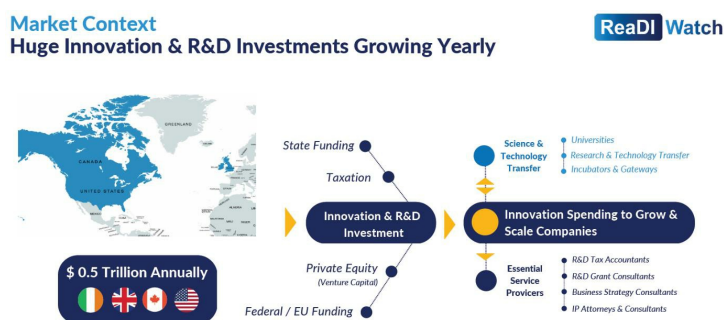 Market Context
Huge Innovation & R&D Investments Growing Yearly
ReaDI Watch
GREENLAND
CANADA
UNITED STATES
MEXICO
$ 0.5 Trillion Annually
State Funding
Taxation
Innovation & R&D
Investment
Private Equity
(Venture Capital)
Federal / EU Funding
Science &
Technology
Transfer
Universities
Research & Technology Transfer
Incubators & Gateways
Innovation Spending to Grow &
Scale Companies
Essential
Service
Providers
R&D Tax Accountants
R&D Grant Consultants
Business Strategy Consultants
IP Attorneys & Consultants